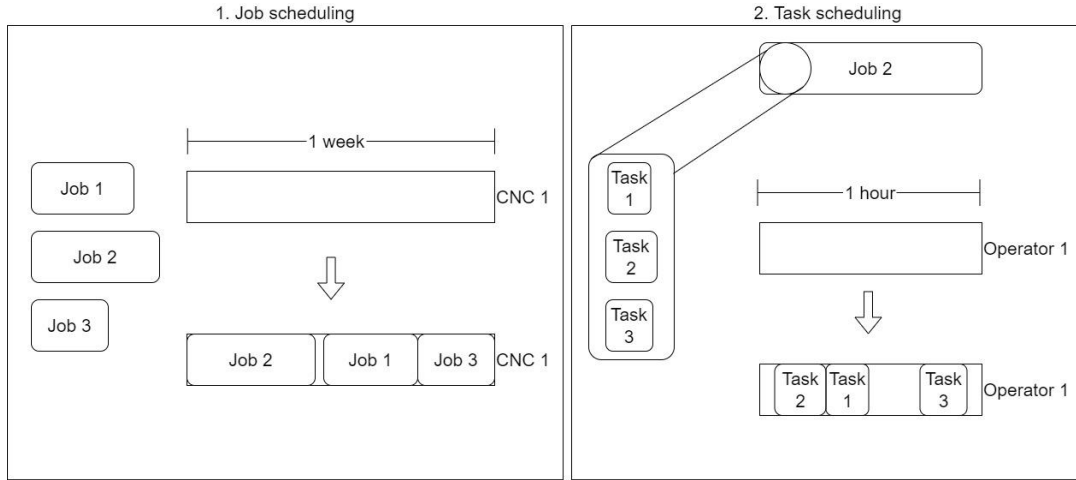 1. Job scheduling
1 week
Job 1
CNC 1
Job 2
Job 3
Job 2
Job 1
Job 3
CNC 1
2. Task scheduling
Job 2
Task
1
Task
2
Task
3
1 hour
Operator 1
Task
2
Task
1
Task
3
Operator 1